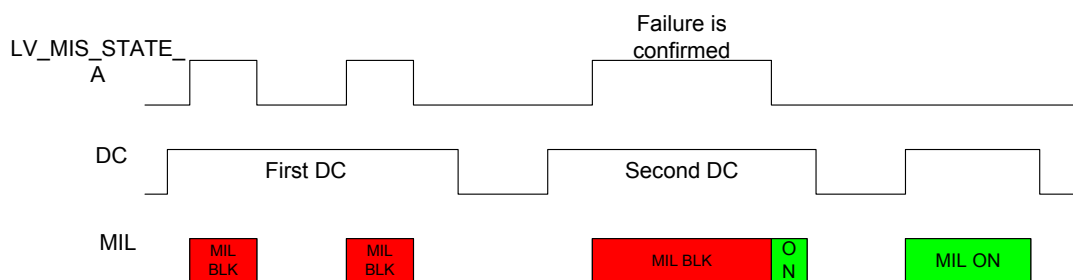 Failure is
confirmed
LV_MIS_STATE_
A
DC
First DC
Second DC
MIL
MIL
BLK
MIL
BLK
MIL BLK
O
N
MIL ON